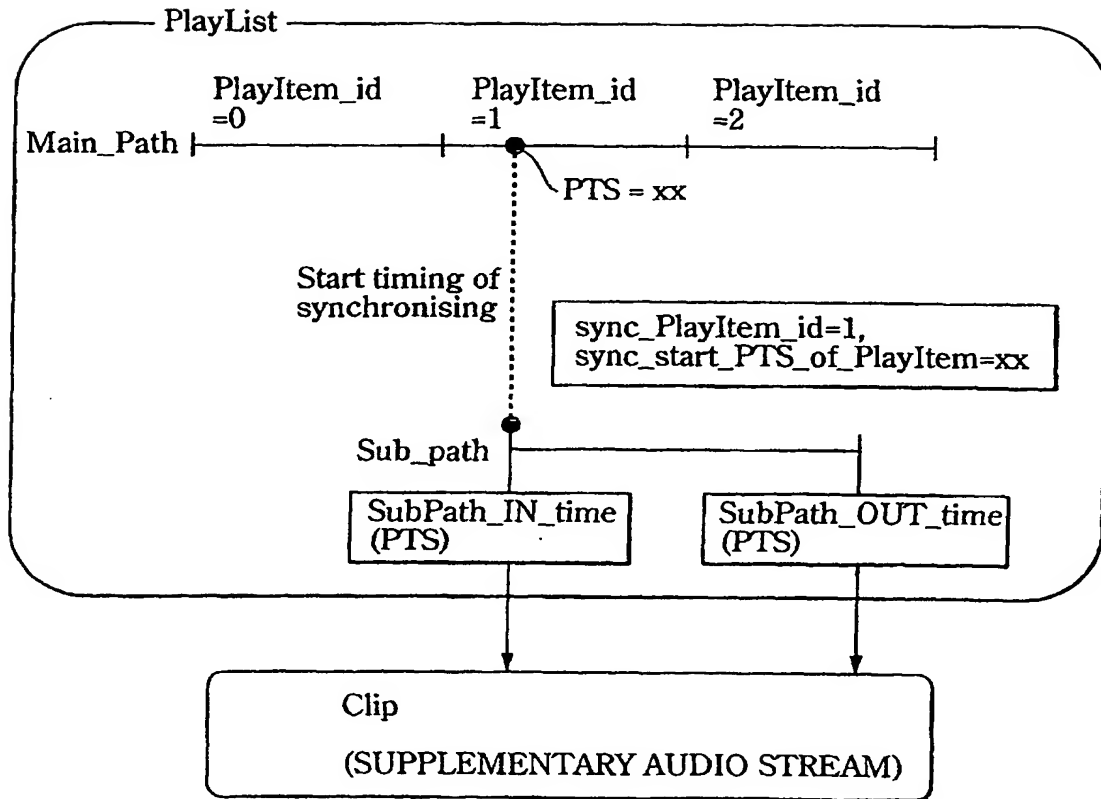 PlayList
PlayItem_id
=0
PlayItem_id
=1
PlayItem_id
=2
Main_Path
PTS = xx
Start timing of
synchronising
sync_PlayItem_id=1,
sync_start_PTS_of_PlayItem=xx
Sub_path
SubPath_IN_time
(PTS)
SubPath_OUT_time
(PTS)
Clip
(SUPPLEMENTARY AUDIO STREAM)